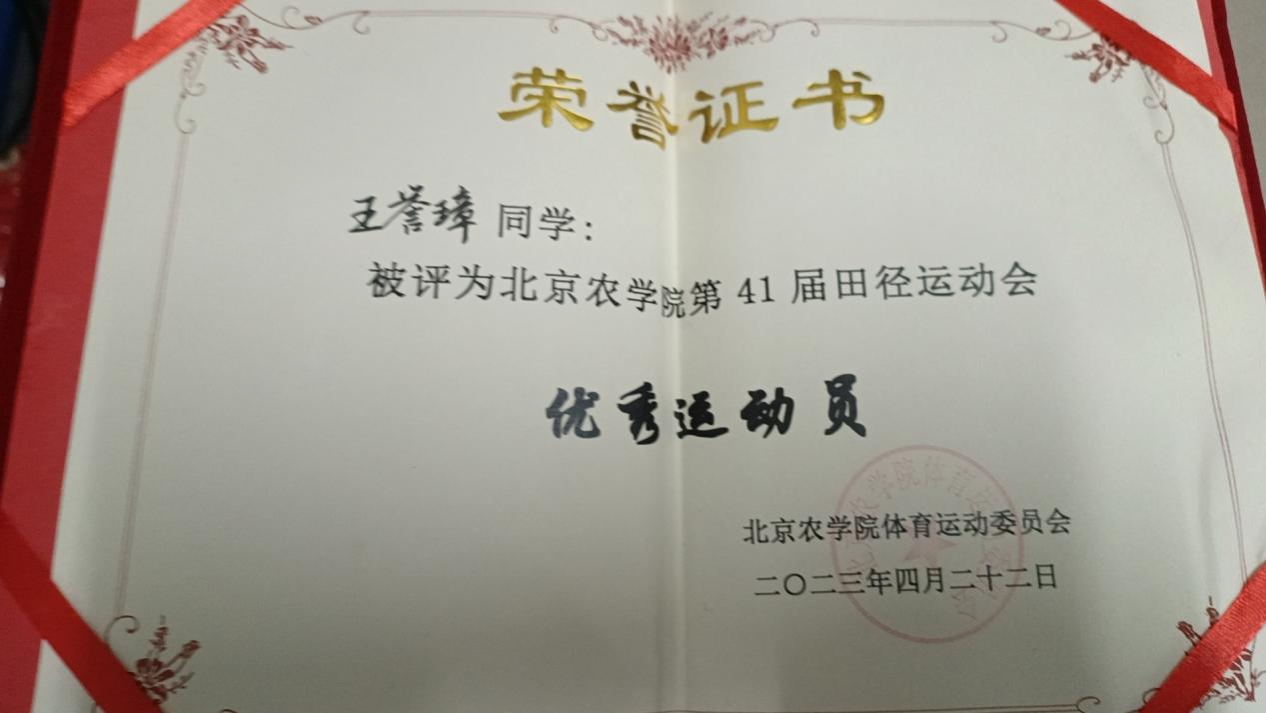 荣誉证书
王誉璋 同学:
被评为北京农学院第 41 届田径运动会
优秀运动员
北京农学院体育运动委员会
二〇二三年四月二十二日